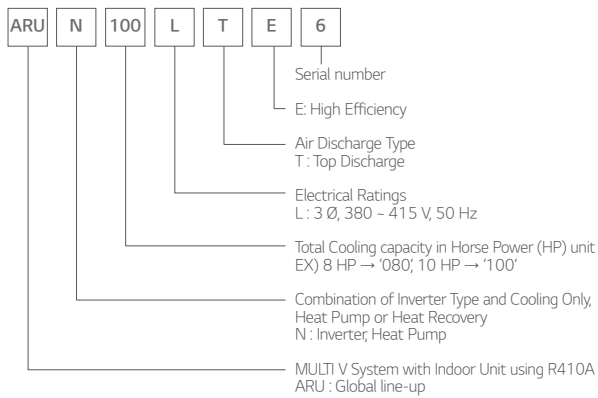 ARU N 100 L T E 6
Serial number
E: High Efficiency
Air Discharge Type
T : Top Discharge
Electrical Ratings
L : 3 Ø, 380 ~ 415 V, 50 Hz
Total Cooling capacity in Horse Power (HP) unit
EX) 8 HP → '080', 10 HP → '100'
Combination of Inverter Type and Cooling Only,
Heat Pump or Heat Recovery
N : Inverter, Heat Pump
MULTI V System with Indoor Unit using R410A
ARU : Global line-up